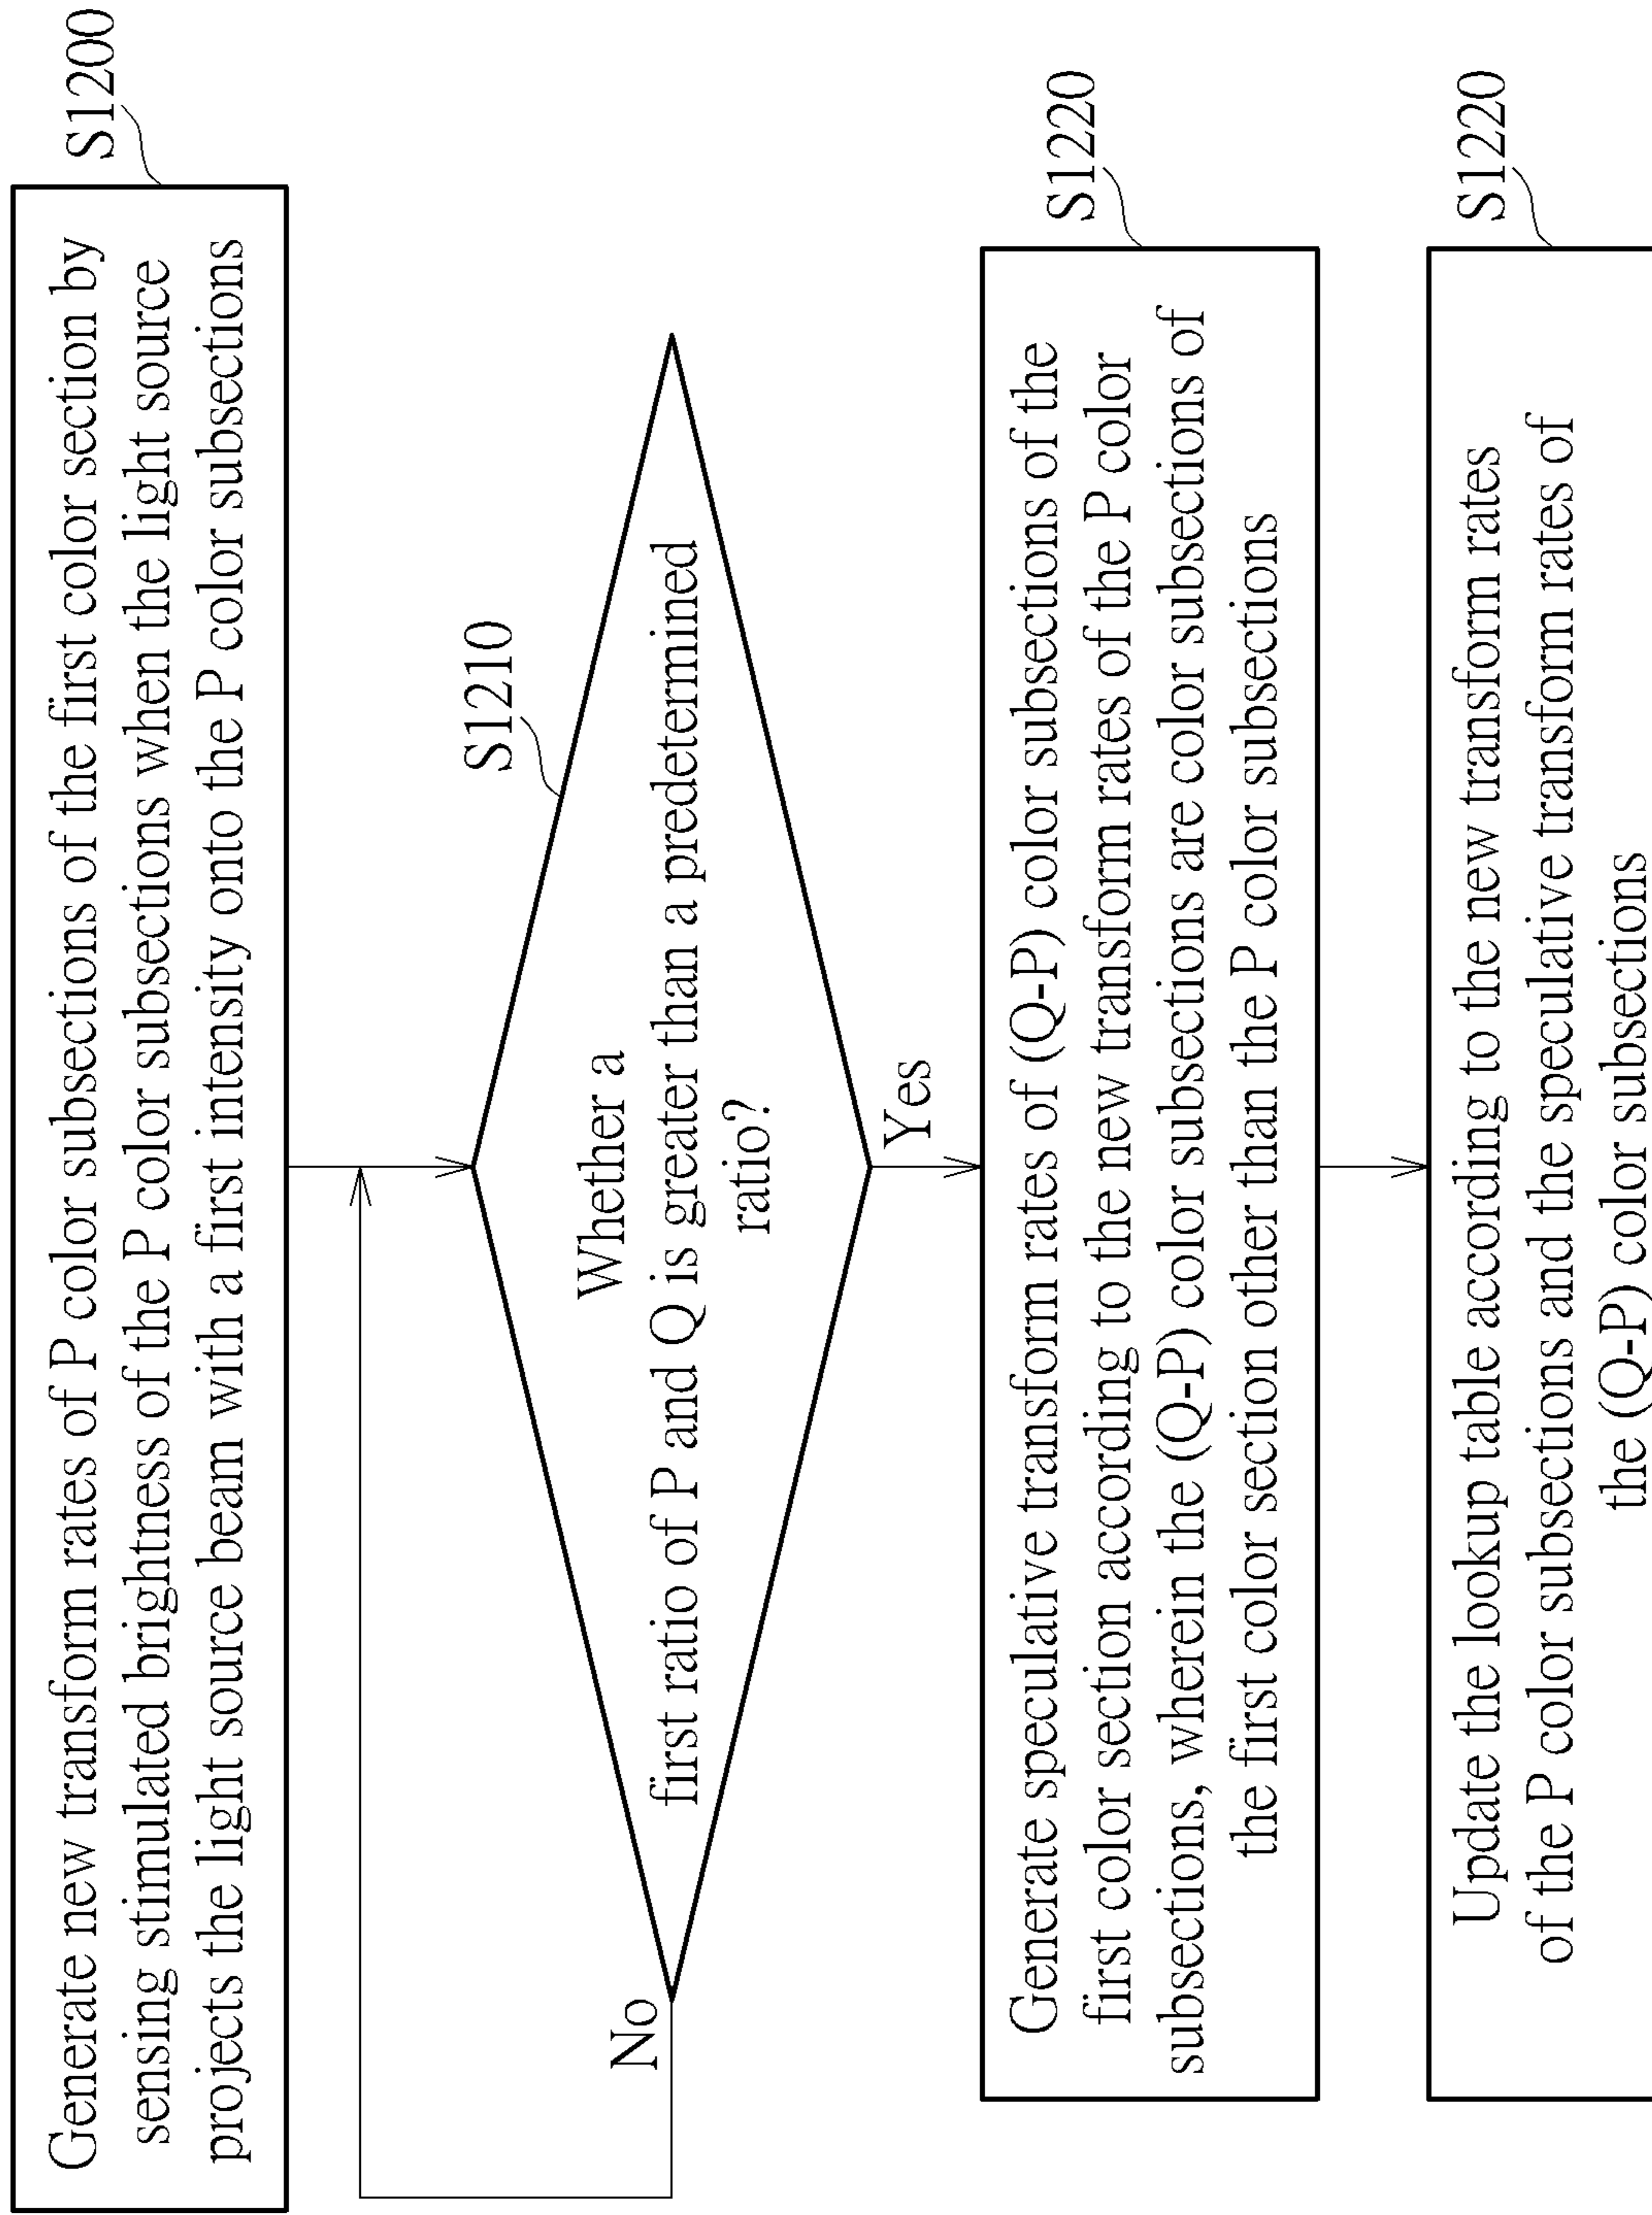 S1200
Generate new transform rates of P color subsections of the first color section by
sensing stimulated brightness of the P color subsections when the light source
projects the light source beam with a first intensity onto the P color subsections
S1210
Whether a
first ratio of P and Q is greater than a predetermined
ratio?
No
Yes
S1220
Generate speculative transform rates of (Q-P) color subsections of the
first color section according to the new transform rates of the P color
subsections, wherein the (Q-P) color subsections are color subsections of
the first color section other than the P color subsections
S1220
Update the lookup table according to the new transform rates
of the P color subsections and the speculative transform rates of
the (Q-P) color subsections